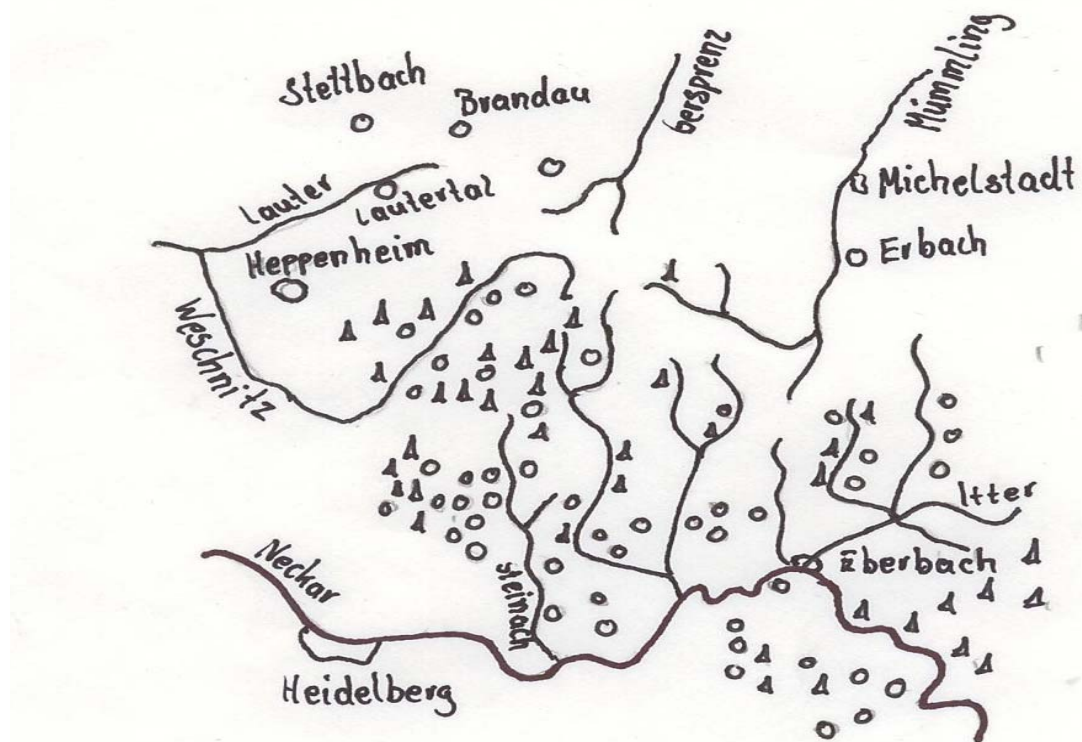 Stettbach
Brandau
Gersprenz
Mümmling
Michelstadt
Lauter
Lautertal
Erbach
Heppenheim
Weschnitz
Itter
Eberbach
Neckar
Steinach
Heidelberg